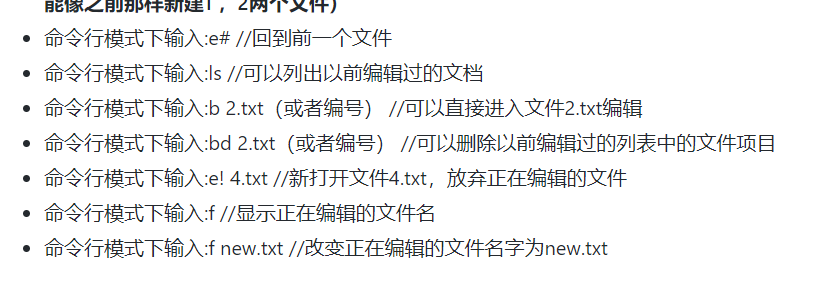 能像之前那样新建1，2两个文件）
命令行模式下输入:e# //回到前一个文件
命令行模式下输入:ls //可以列出以前编辑过的文档
命令行模式下输入:b 2.txt（或者编号） //可以直接进入文件2.txt编辑
命令行模式下输入:bd 2.txt（或者编号） //可以删除以前编辑过的列表中的文件项目
命令行模式下输入:e! 4.txt //新打开文件4.txt，放弃正在编辑的文件
命令行模式下输入:f //显示正在编辑的文件名
命令行模式下输入:f new.txt //改变正在编辑的文件名字为new.txt